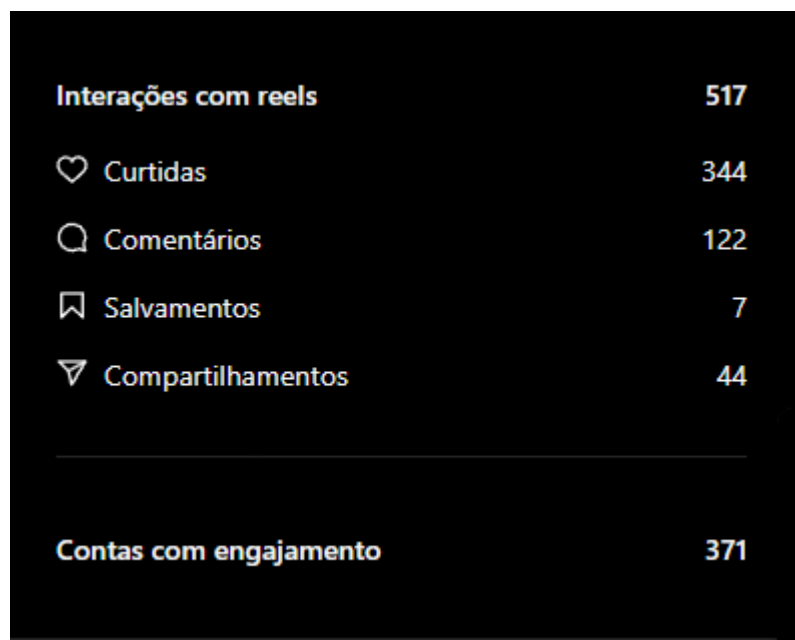 Interações com reels 517
Curtidas 344
Comentários 122
Salvamentos 7
Compartilhamentos 44
Contas com engajamento 371